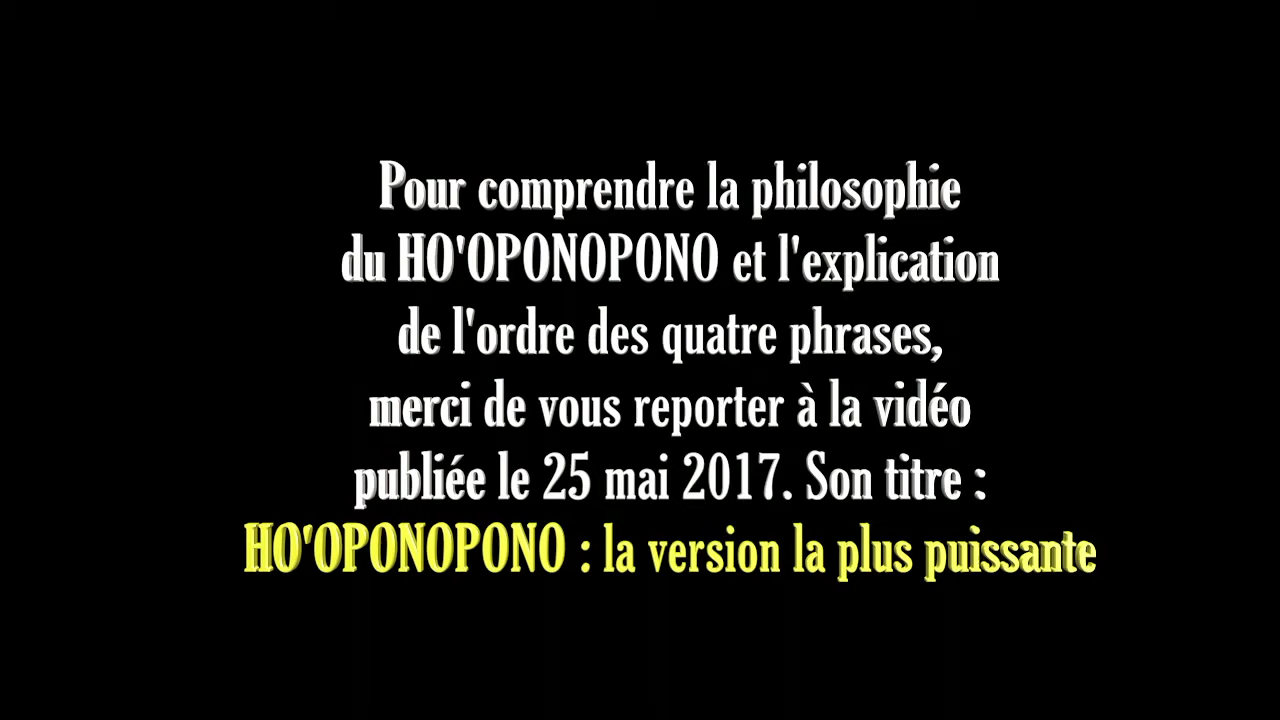 Pour comprendre la philosophie
du HO'OPONOPONO et l'explication
de l'ordre des quatre phrases,
merci de vous reporter à la vidéo
publiée le 25 mai 2017. Son titre :
HO'OPONOPONO : la version la plus puissante